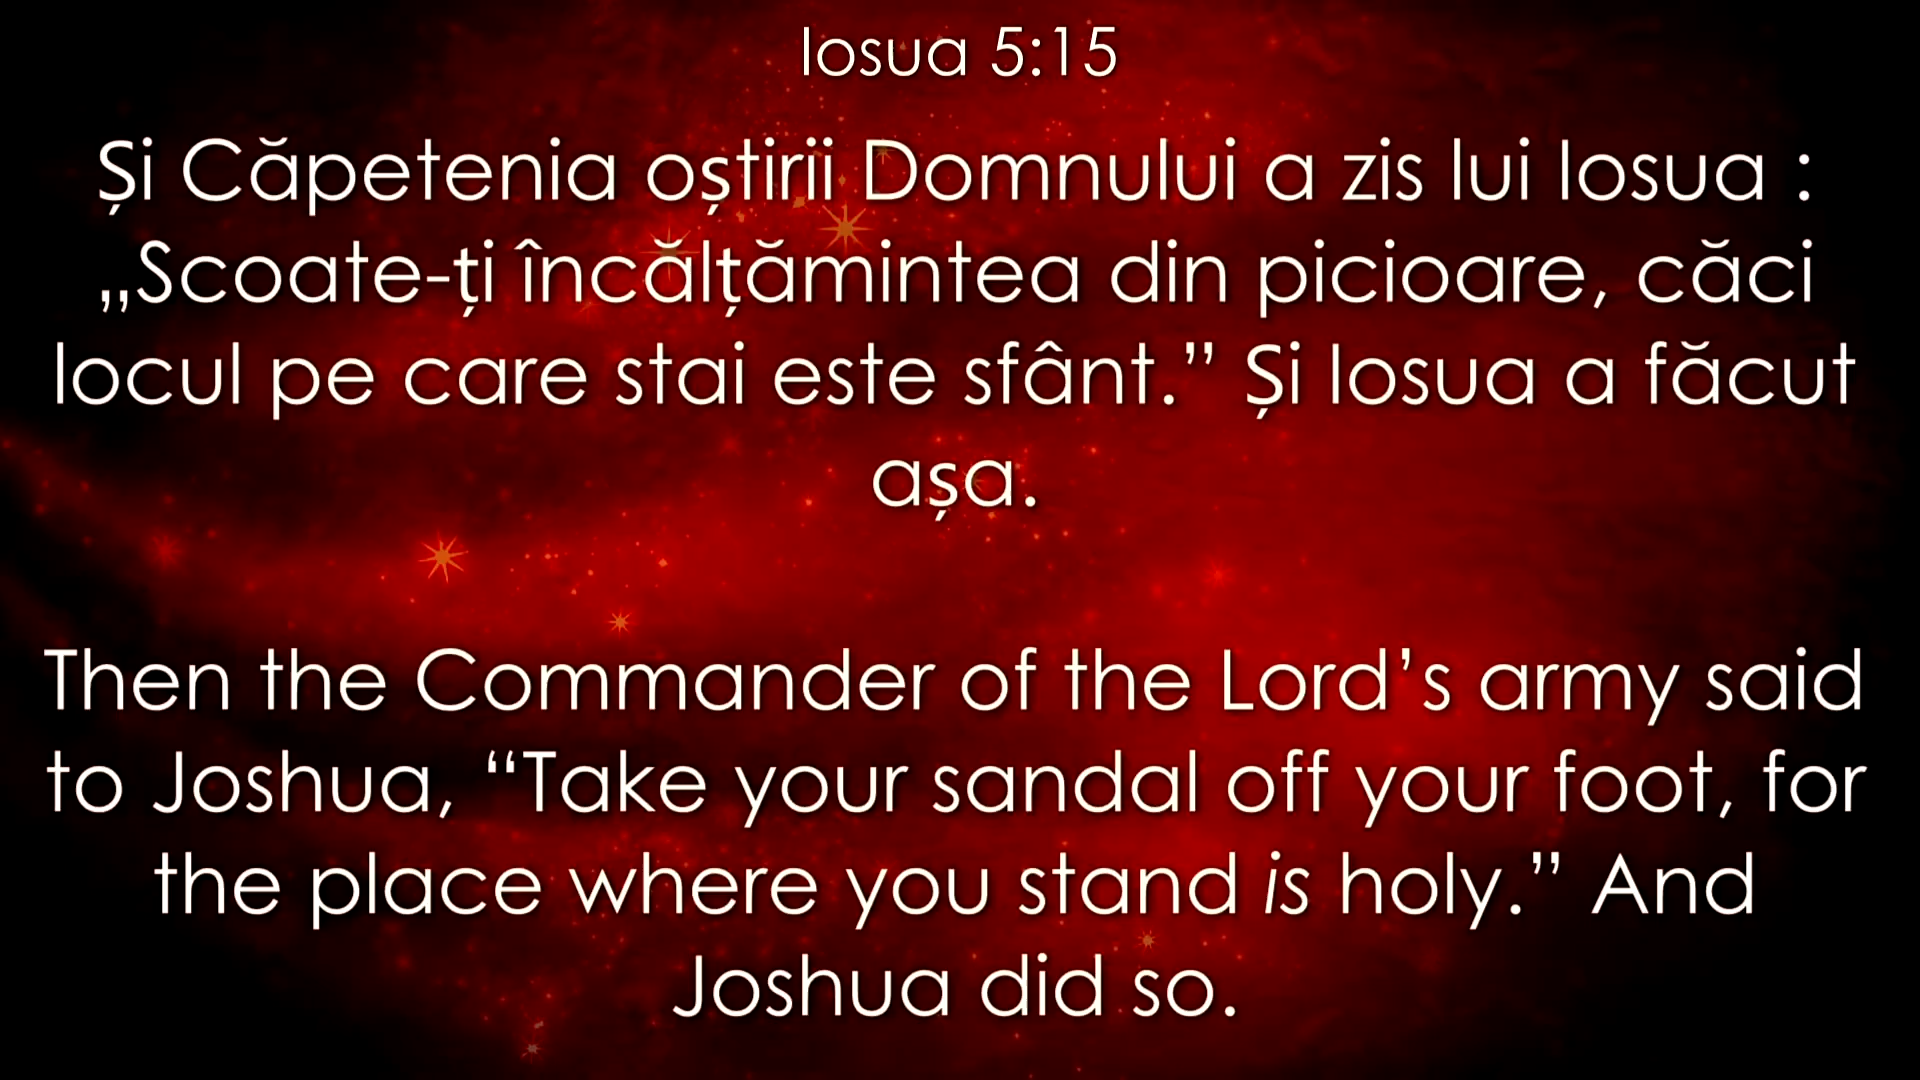 Iosua 5:15
Și Căpetenia oștirii Domnului a zis lui Iosua :
„Scoate-ți încălțămintea din picioare, căci
locul pe care stai este sfânt.” Și Iosua a făcut
așa.
Then the Commander of the Lord’s army said
to Joshua, “Take your sandal off your foot, for
the place where you stand is holy.” And
Joshua did so.